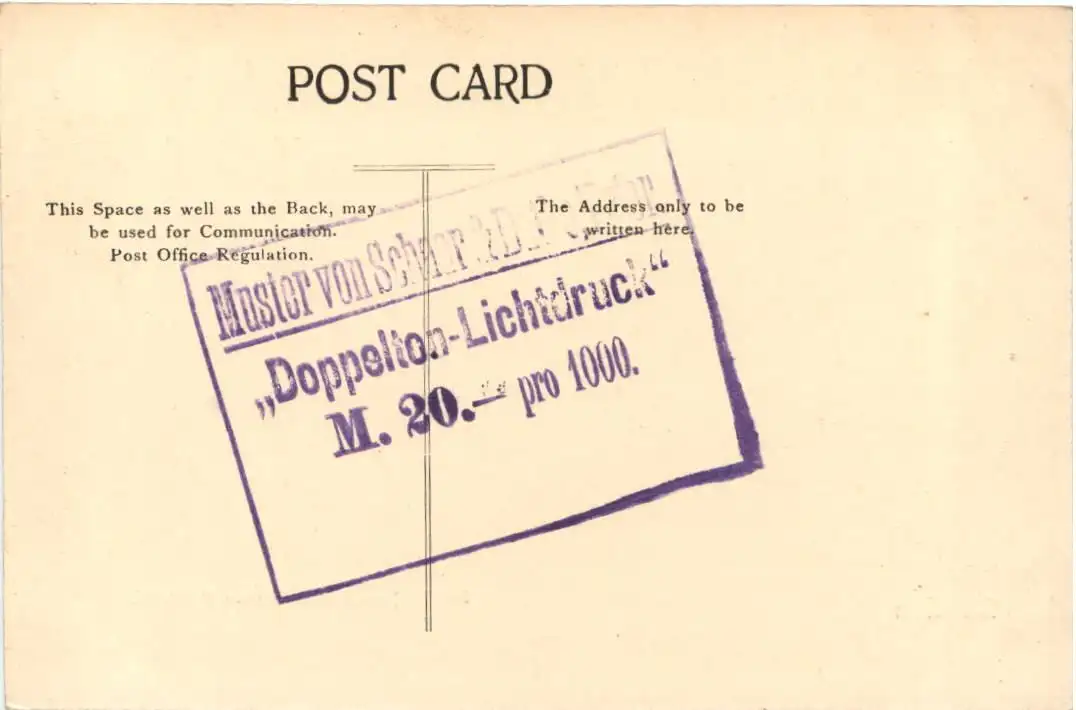 POST CARD
This Space as well as the Back, may
be used for Communication.
Post Office Regulation.
The Address only to be
written here.
Muster von Schaar &
„Doppelton-Lichtdruck“
M. 20.— pro 1000.